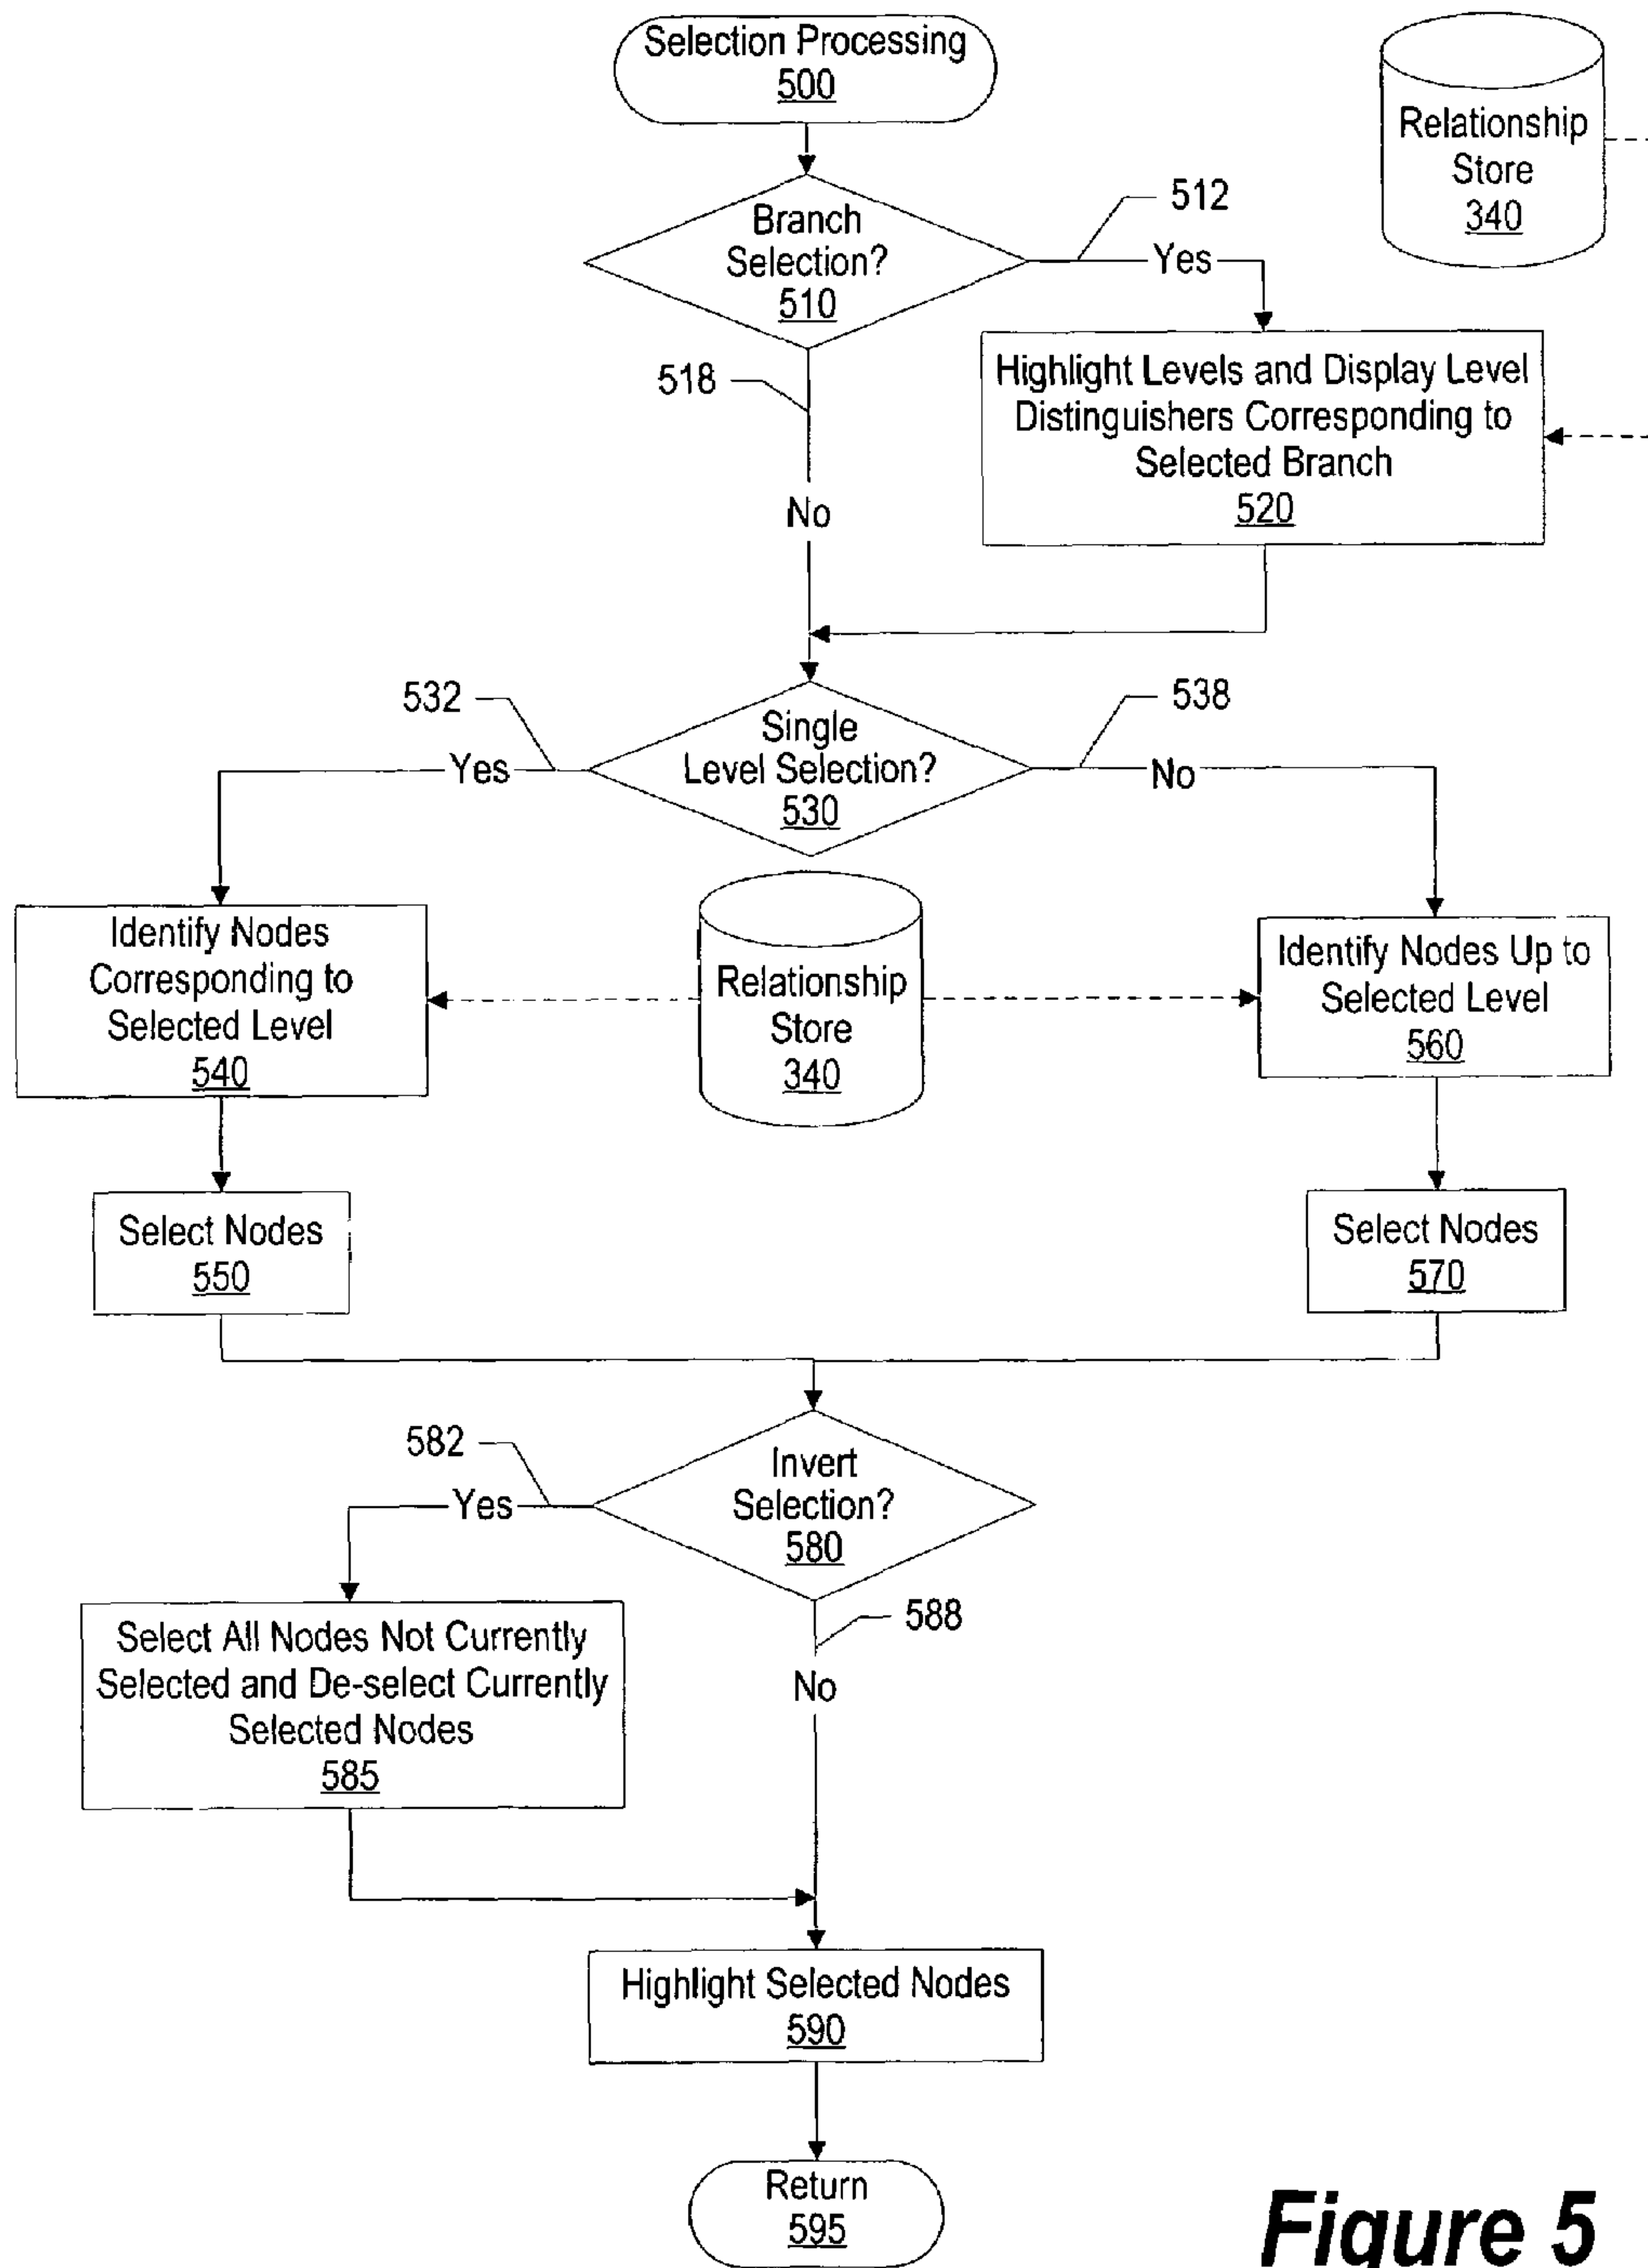 Selection Processing
500
Relationship
Store
340
Branch
Selection?
510
512
Yes
518
No
Highlight Levels and Display Level
Distinguishers Corresponding to
Selected Branch
520
532
Yes
Single
Level Selection?
530
538
No
Identify Nodes
Corresponding to
Selected Level
540
Relationship
Store
340
Identify Nodes Up to
Selected Level
560
Select Nodes
550
Select Nodes
570
582
Yes
Invert
Selection?
580
588
No
Select All Nodes Not Currently
Selected and De-select Currently
Selected Nodes
585
Highlight Selected Nodes
590
Return
595
Figure 5